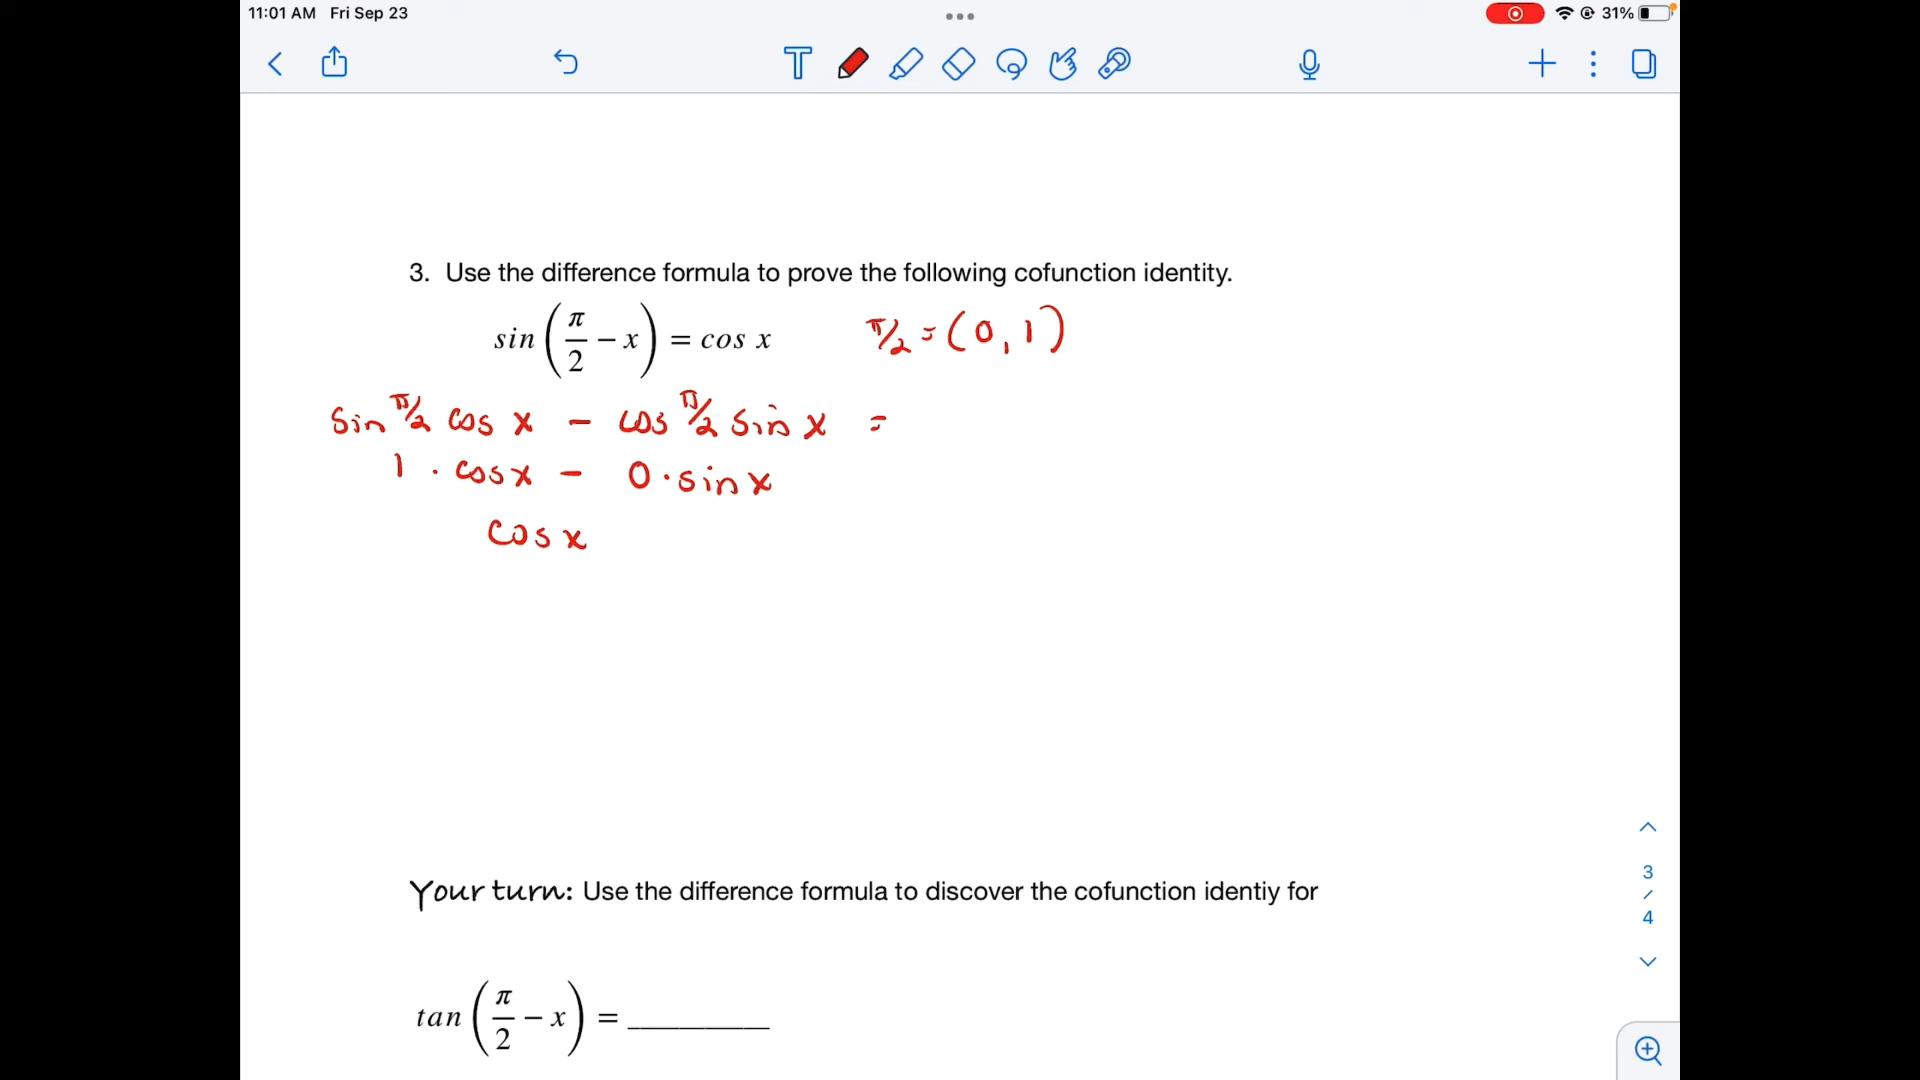 11:01 AM Fri Sep 23
31%
3. Use the difference formula to prove the following cofunction identity.
sin(π/2 − x) = cos x
π/2 = (0, 1)
sin π/2 cos x − cos π/2 sin x =
1 · cos x − 0 · sin x
cos x
Your turn: Use the difference formula to discover the cofunction identiy for
tan(π/2 − x) = __________
3
/
4